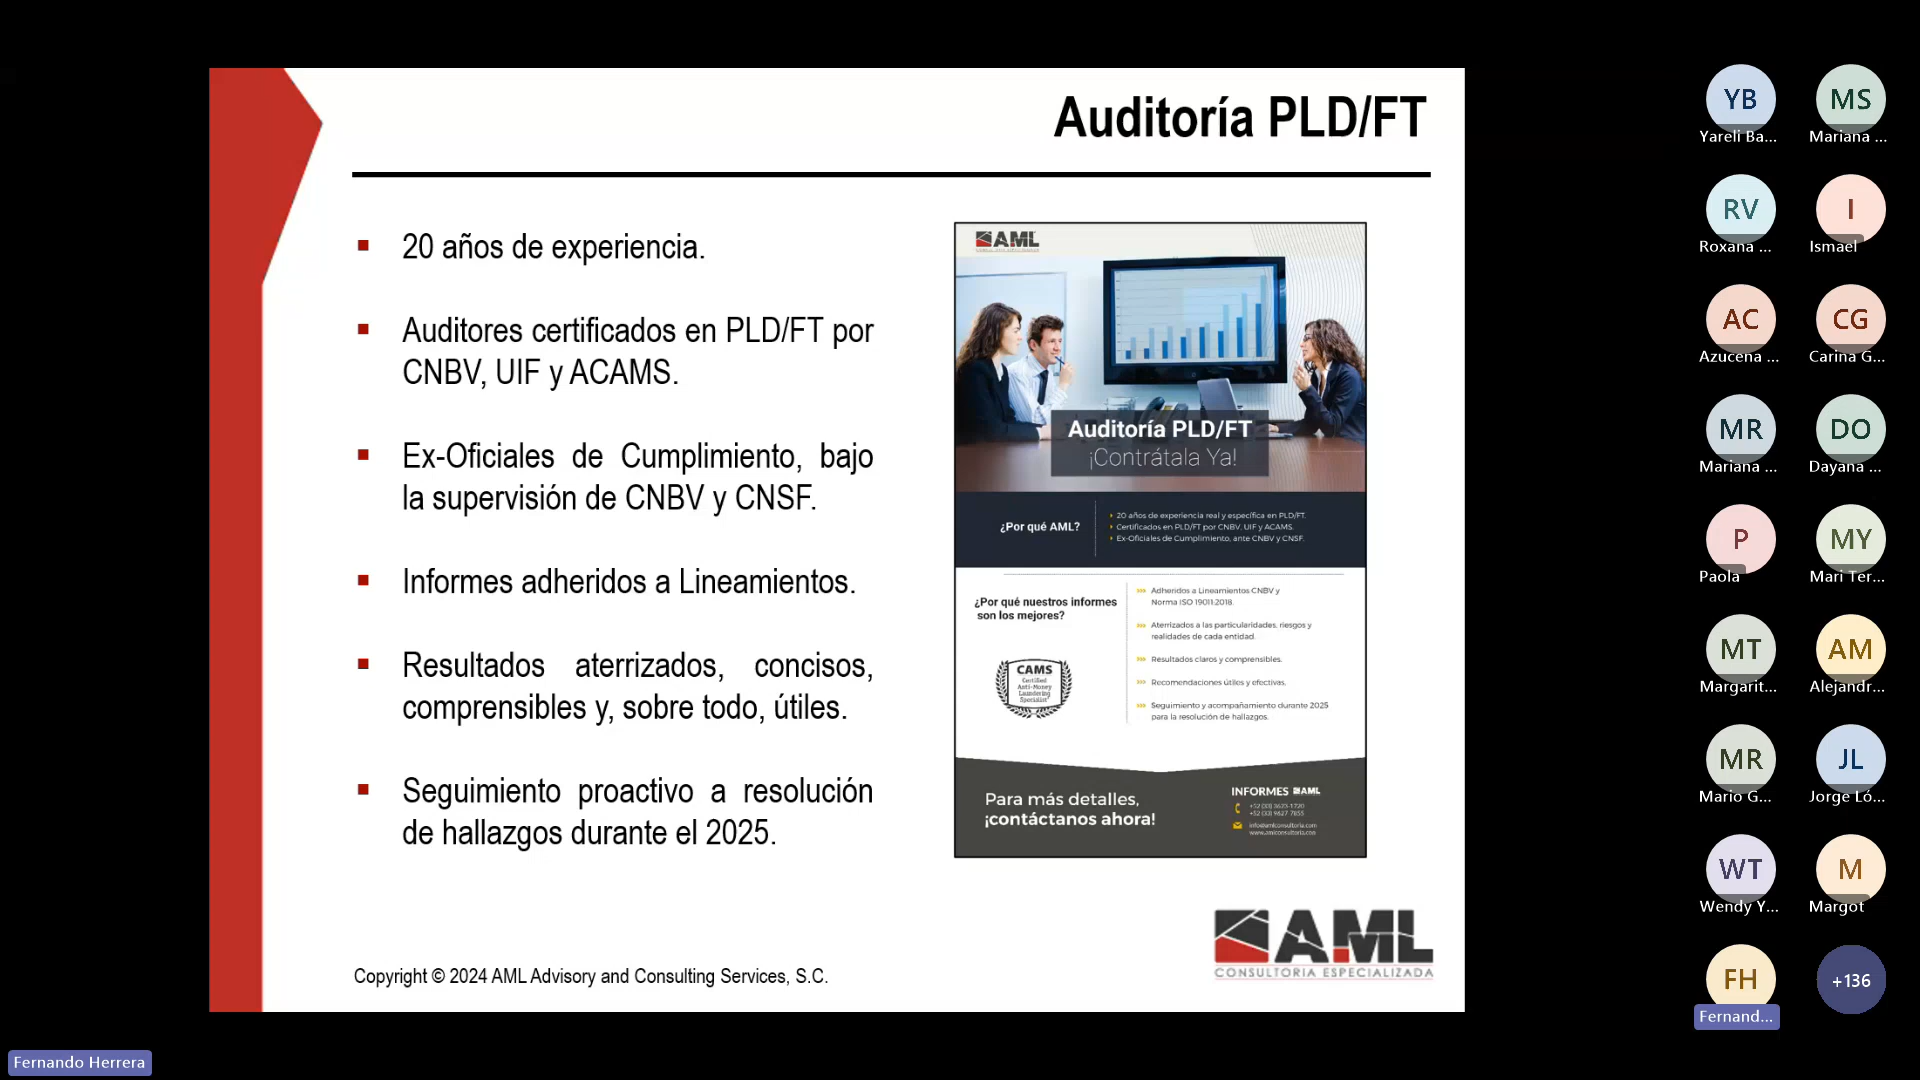 Auditoría PLD/FT
20 años de experiencia.
Auditores certificados en PLD/FT por
CNBV, UIF y ACAMS.
Ex-Oficiales de Cumplimiento, bajo
la supervisión de CNBV y CNSF.
Informes adheridos a Lineamientos.
Resultados aterrizados, concisos,
comprensibles y, sobre todo, útiles.
Seguimiento proactivo a resolución
de hallazgos durante el 2025.
AML
Auditoría PLD/FT
¡Contrátala Ya!
¿Por qué AML?
20 años de experiencia real y específica en PLD/FT.
Certificados en PLD/FT por CNBV, UIF y ACAMS.
Ex-Oficiales de Cumplimiento, ante CNBV y CNSF.
¿Por qué nuestros informes
son los mejores?
CAMS
Certified
Anti-Money
Laundering
Specialist
Adheridos a Lineamientos CNBV y
Norma ISO 19011:2018.
Aterrizados a las particularidades, riesgos y
realidades de cada entidad.
Resultados claros y comprensibles.
Recomendaciones útiles y efectivas.
Seguimiento y acompañamiento durante 2025
para la resolución de hallazgos.
Para más detalles,
¡contáctanos ahora!
INFORMES AML
info@amlconsultoria.com
www.amlconsultoria.com
AML
CONSULTORIA ESPECIALIZADA
Copyright © 2024 AML Advisory and Consulting Services, S.C.
YB
Yareli Ba...
MS
Mariana ...
RV
Roxana ...
I
Ismael
AC
Azucena ...
CG
Carina G...
MR
Mariana ...
DO
Dayana ...
P
Paola
MY
Mari Ter...
MT
Margarit...
AM
Alejandr...
MR
Mario G...
JL
Jorge Ló...
WT
Wendy Y...
M
Margot
FH
Fernand...
+136
Fernando Herrera